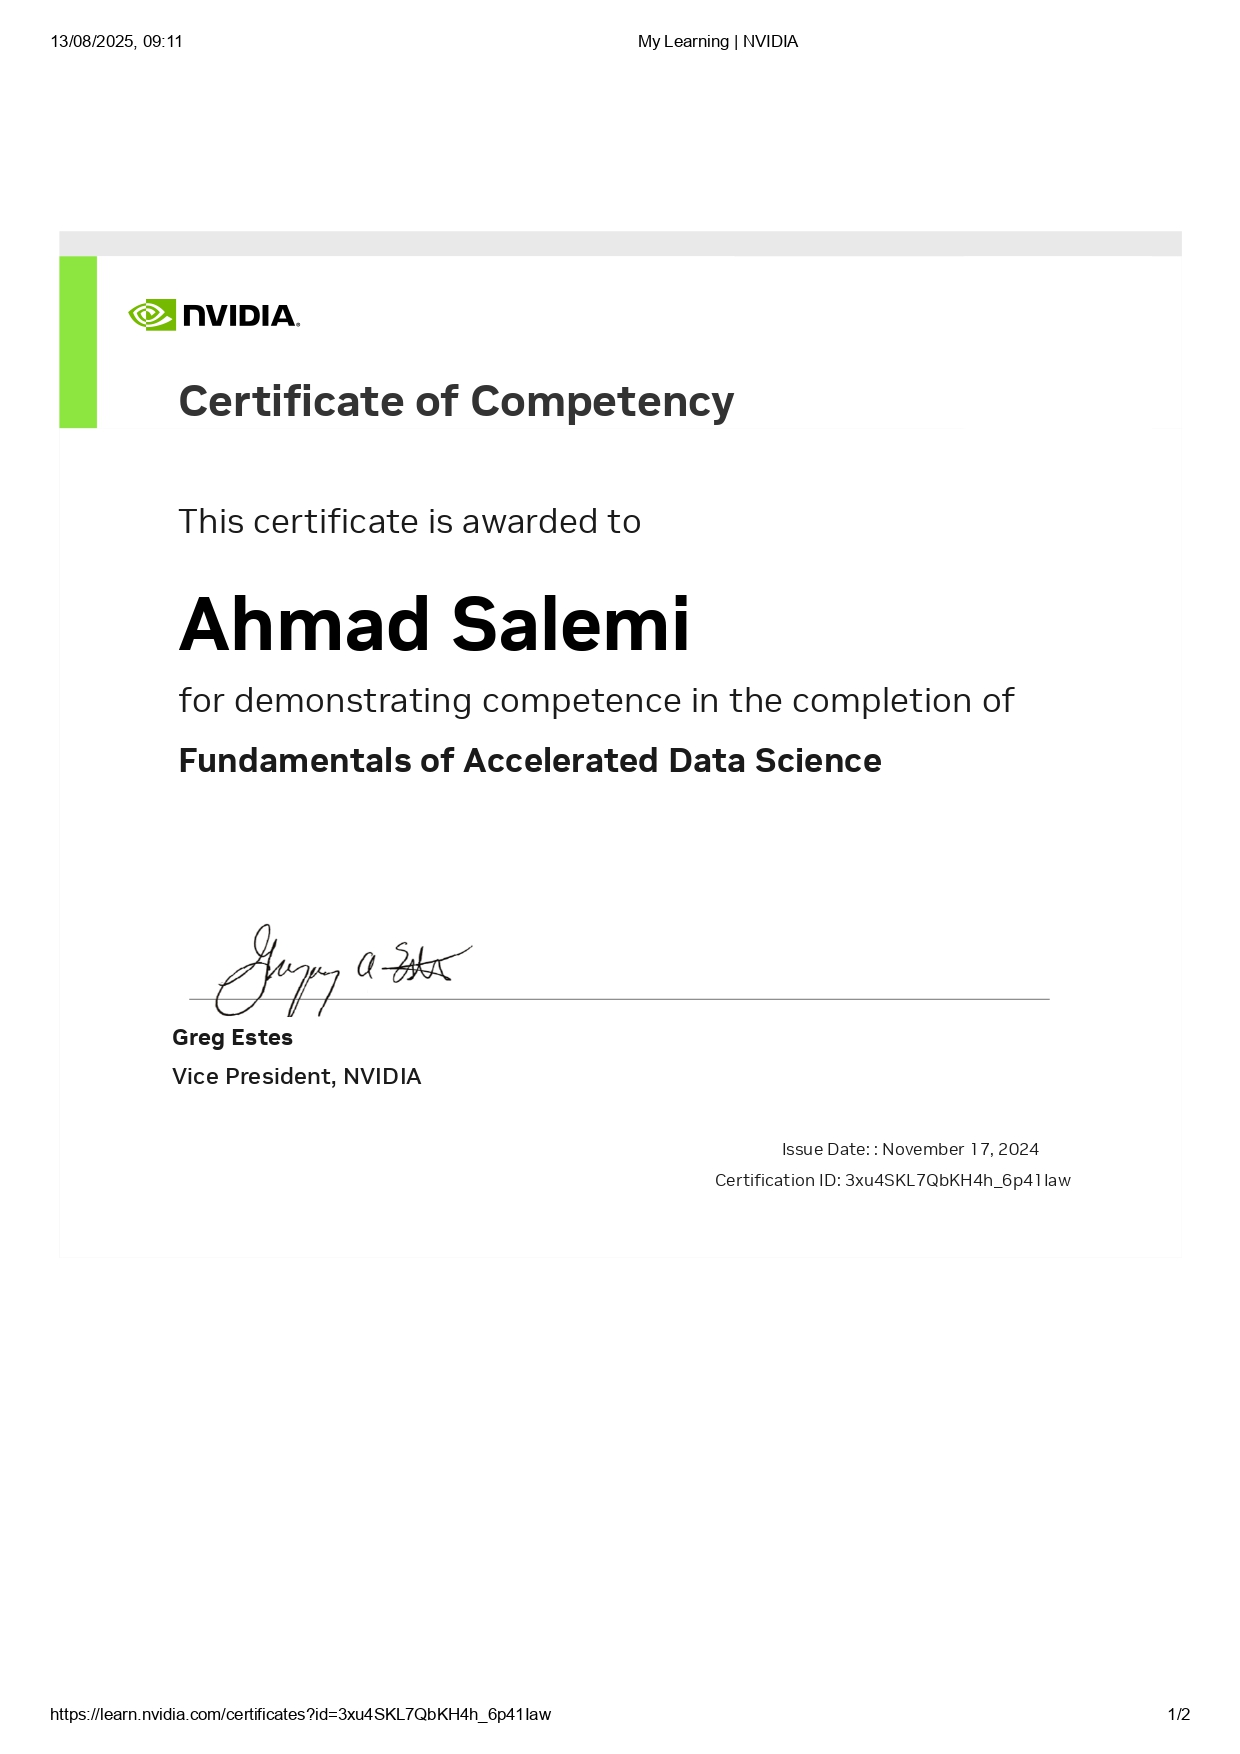 13/08/2025, 09:11
My Learning | NVIDIA
NVIDIA.
Certificate of Competency
This certificate is awarded to
Ahmad Salemi
for demonstrating competence in the completion of
Fundamentals of Accelerated Data Science
Gregory A Estes
Greg Estes
Vice President, NVIDIA
Issue Date: : November 17, 2024
Certification ID: 3xu4SKL7QbKH4h_6p41Iaw
https://learn.nvidia.com/certificates?id=3xu4SKL7QbKH4h_6p41Iaw
1/2